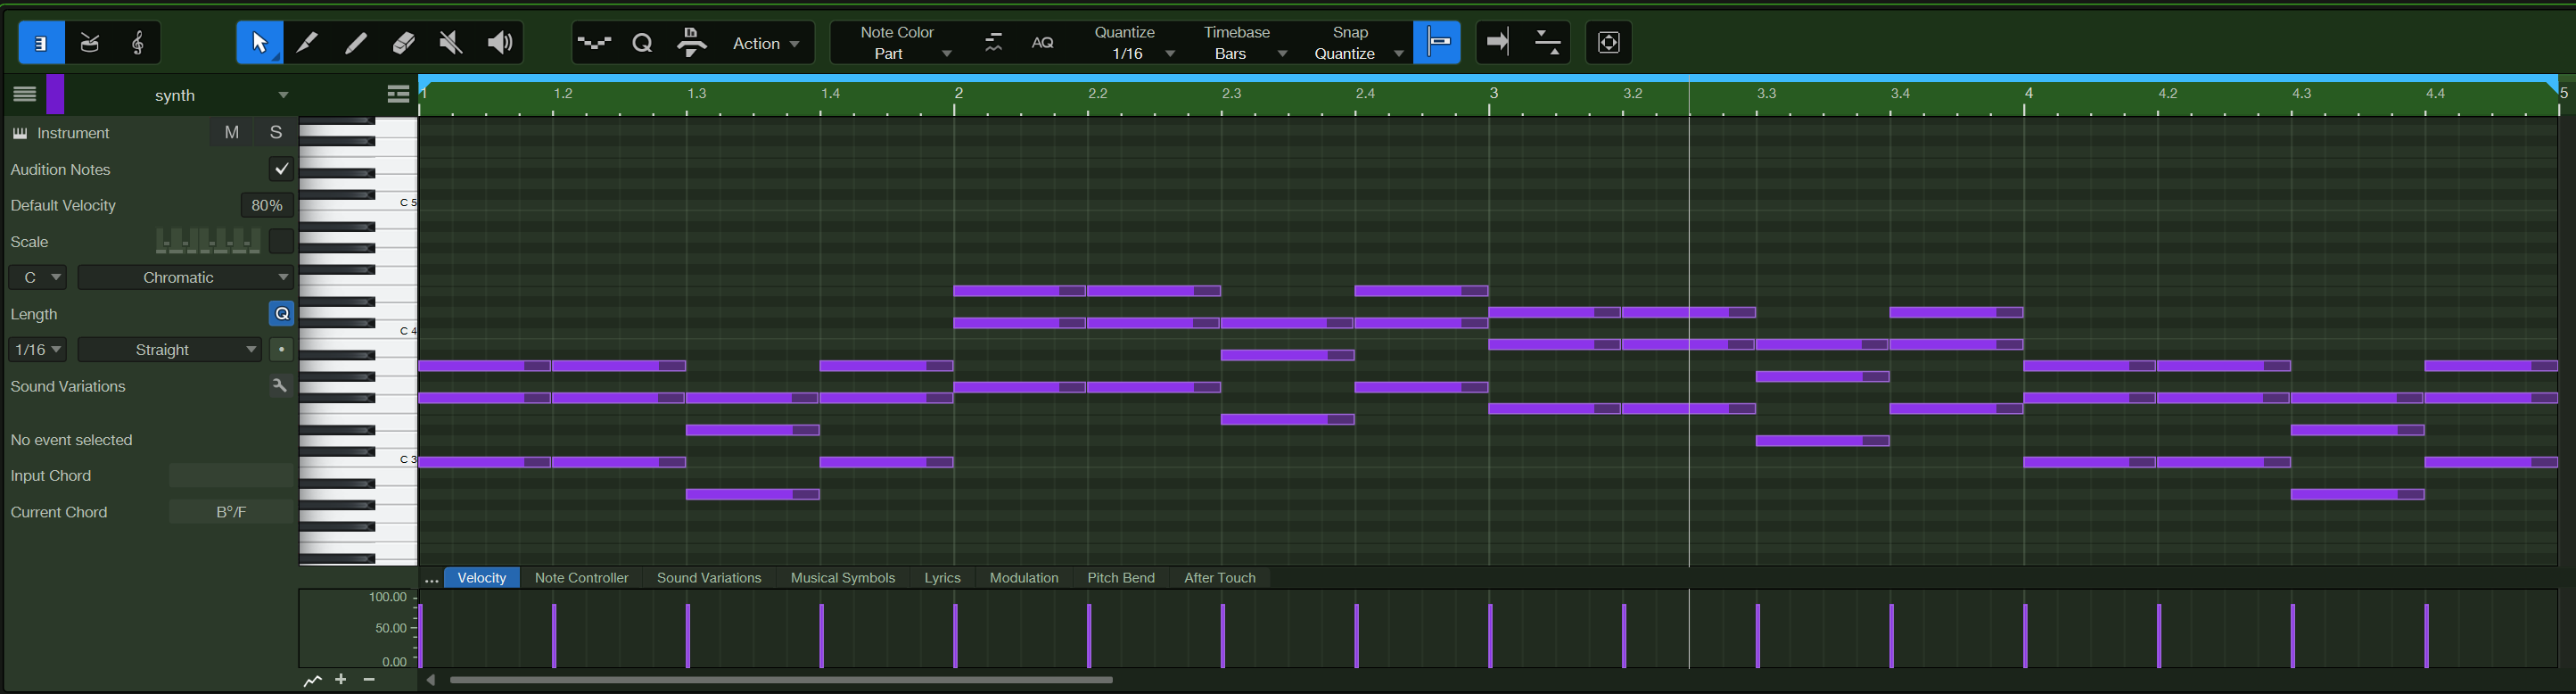 Note Color
Part
Action
Q
AQ
Quantize
1/16
Timebase
Bars
Snap
Quantize
synth
1 1.2 1.3 1.4 2 2.2 2.3 2.4 3 3.2 3.3 3.4 4 4.2 4.3 4.4 5
Instrument M S
Audition Notes
Default Velocity 80%
C 5
Scale
C Chromatic
Length Q
C 4
1/16 Straight
Sound Variations
No event selected
C 3
Input Chord
Current Chord B°/F
... Velocity Note Controller Sound Variations Musical Symbols Lyrics Modulation Pitch Bend After Touch
100.00
50.00
0.00